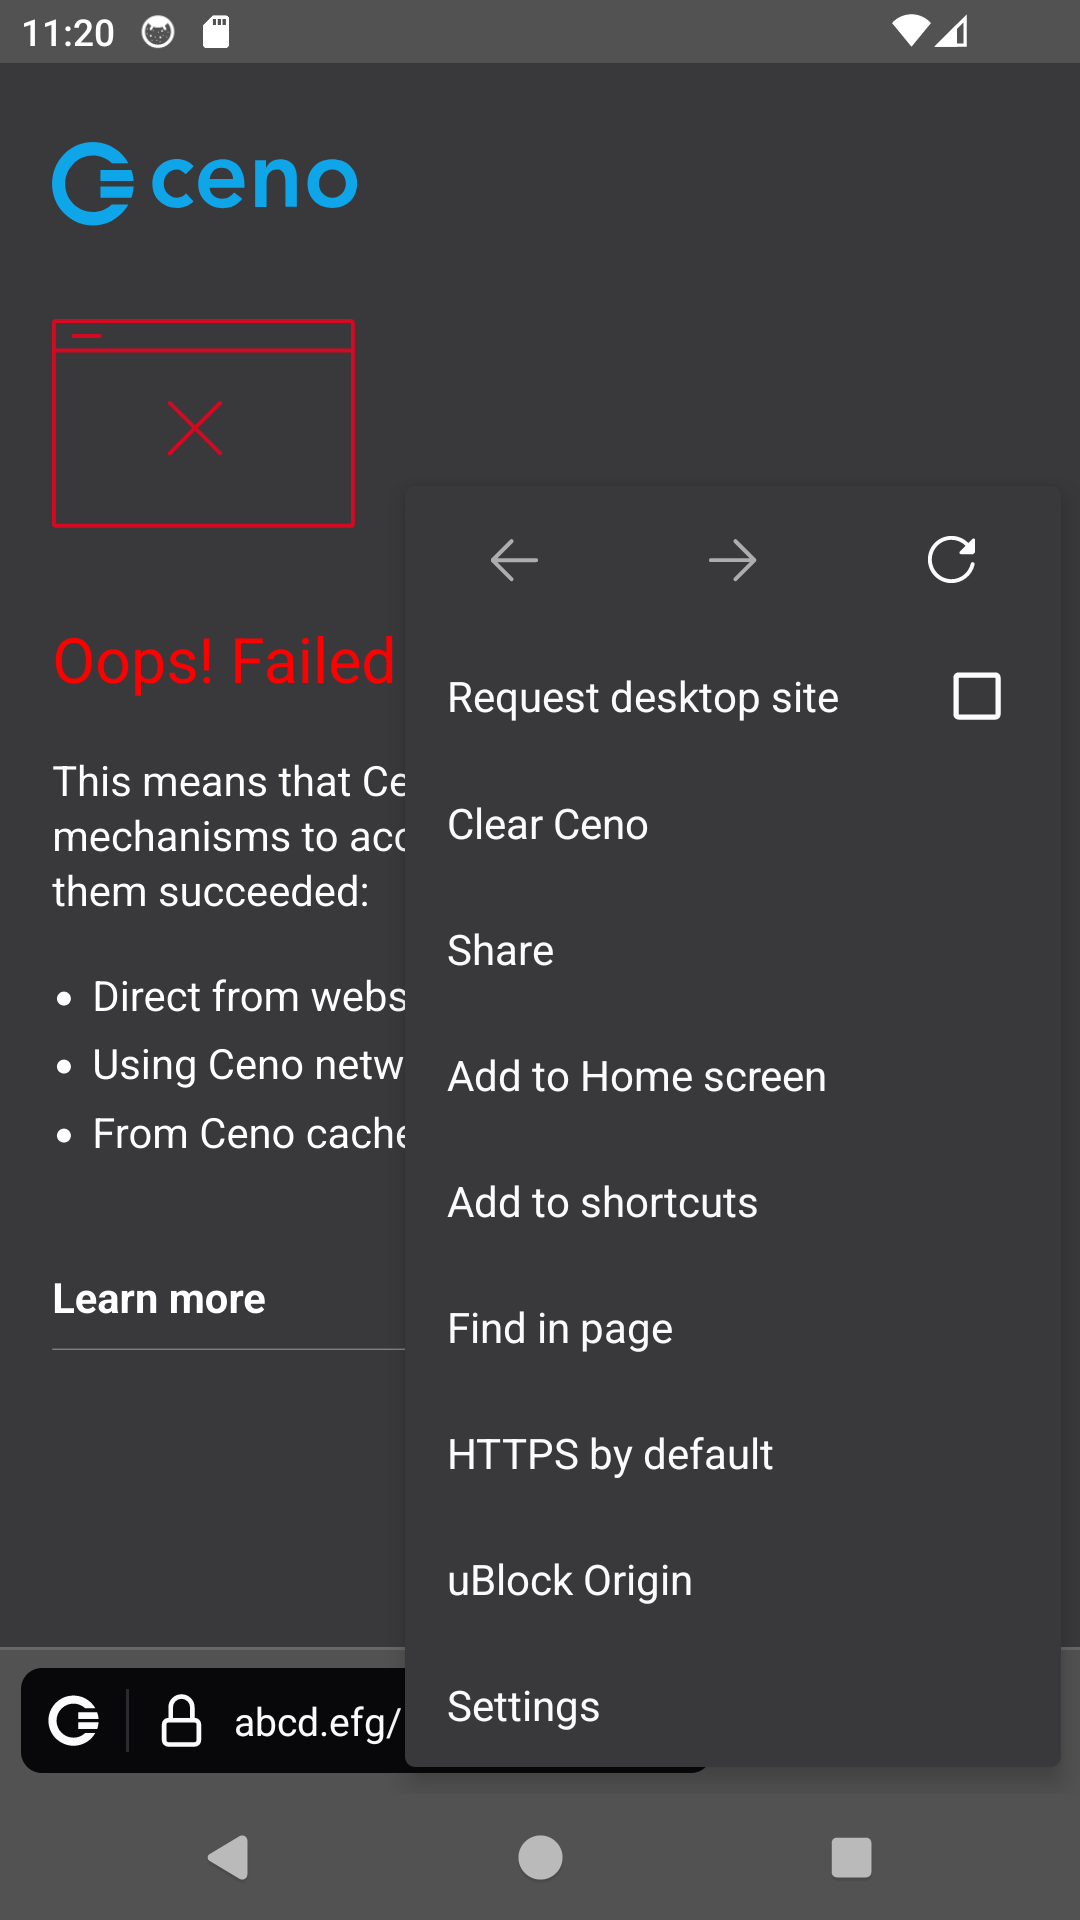 11:20
ceno
Oops! Failed
This means that Ce
mechanisms to acc
them succeeded:
Direct from webs
Using Ceno netw
From Ceno cache
Learn more
Request desktop site
Clear Ceno
Share
Add to Home screen
Add to shortcuts
Find in page
HTTPS by default
uBlock Origin
Settings
abcd.efg/